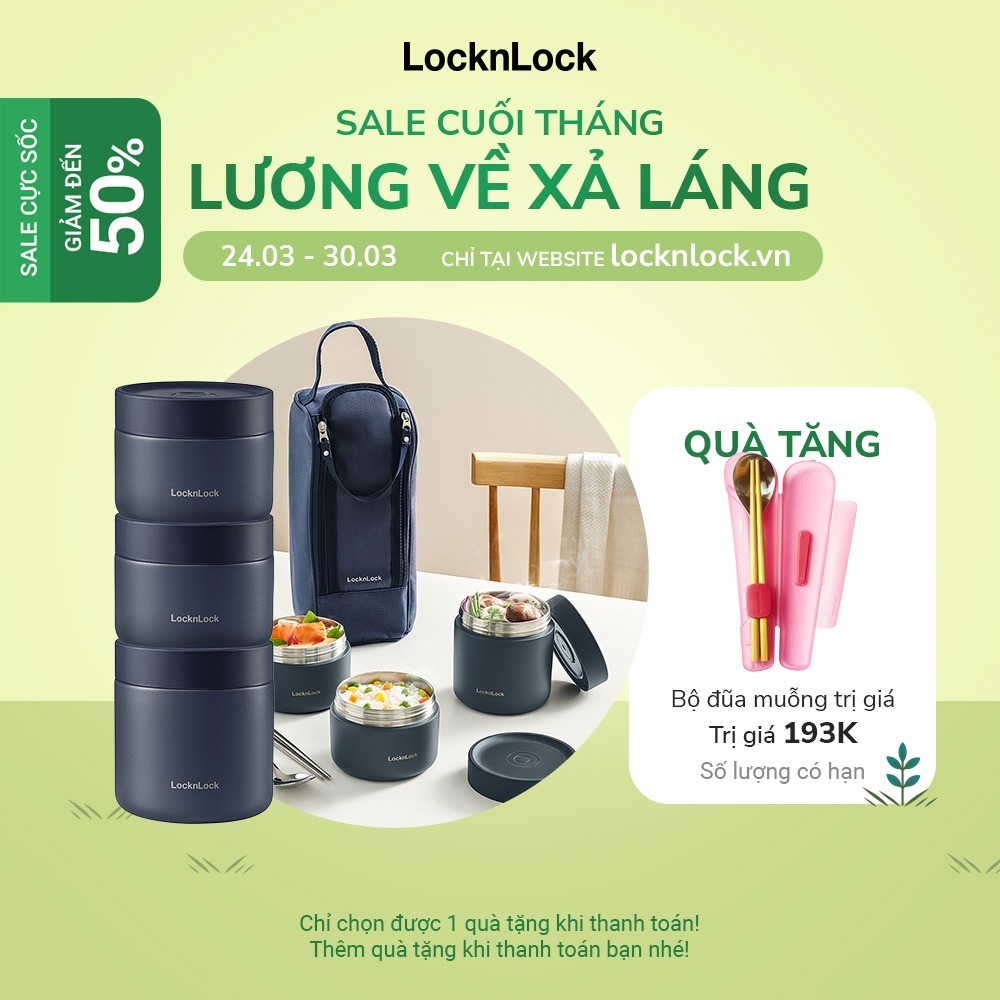 LocknLock
SALE CUỐI THÁNG
LƯƠNG VỀ XẢ LÁNG
24.03 - 30.03 CHỈ TẠI WEBSITE locknlock.vn
SALE CỰC SỐC
GIẢM ĐẾN
50%
LocknLock
LocknLock
LocknLock
LocknLock
LocknLock
LocknLock
LocknLock
QUÀ TẶNG
Bộ đũa muỗng trị giá
Trị giá 193K
Số lượng có hạn
Chỉ chọn được 1 quà tặng khi thanh toán!
Thêm quà tặng khi thanh toán bạn nhé!